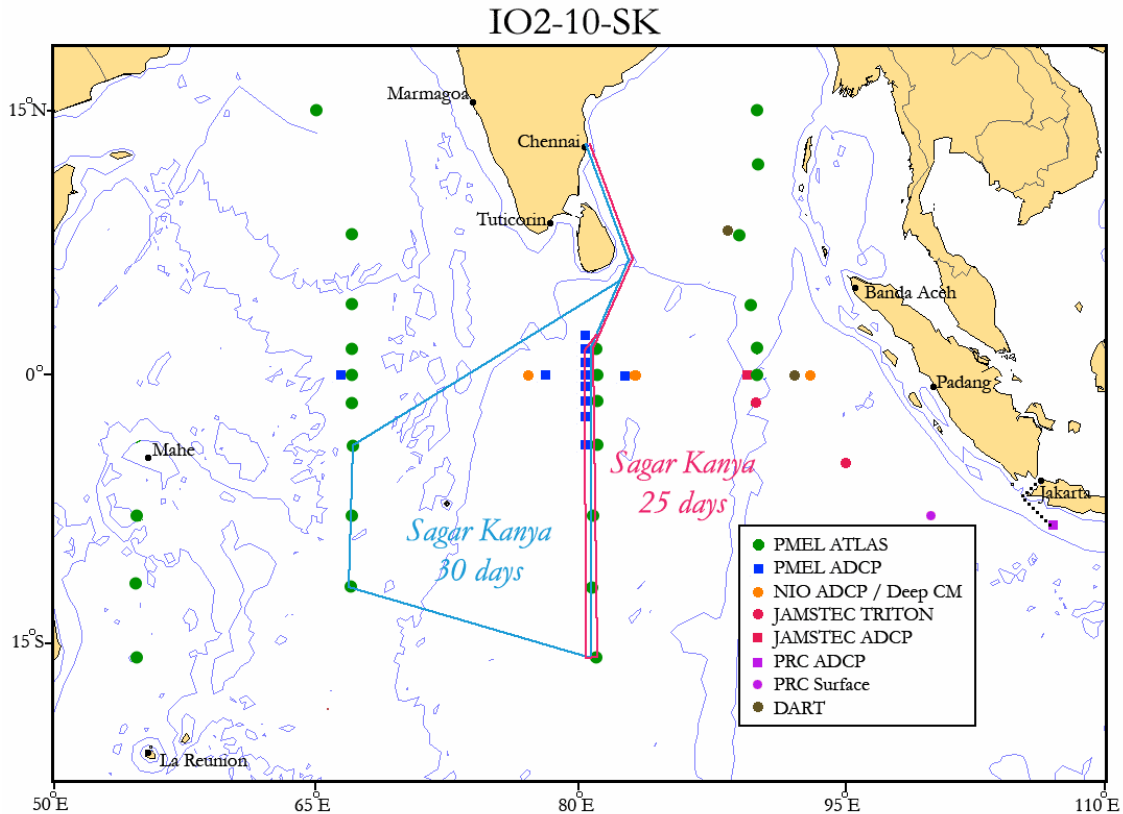 IO2-10-SK
15°N
0°
15°S
Marmagoa
Chennai
Tuticorin
Banda Aceh
Padang
Mahe
Jakarta
La Reunion
Sagar Kanya
25 days
Sagar Kanya
30 days
PMEL ATLAS
PMEL ADCP
NIO ADCP / Deep CM
JAMSTEC TRITON
JAMSTEC ADCP
PRC ADCP
PRC Surface
DART
50°E
65°E
80°E
95°E
110°E